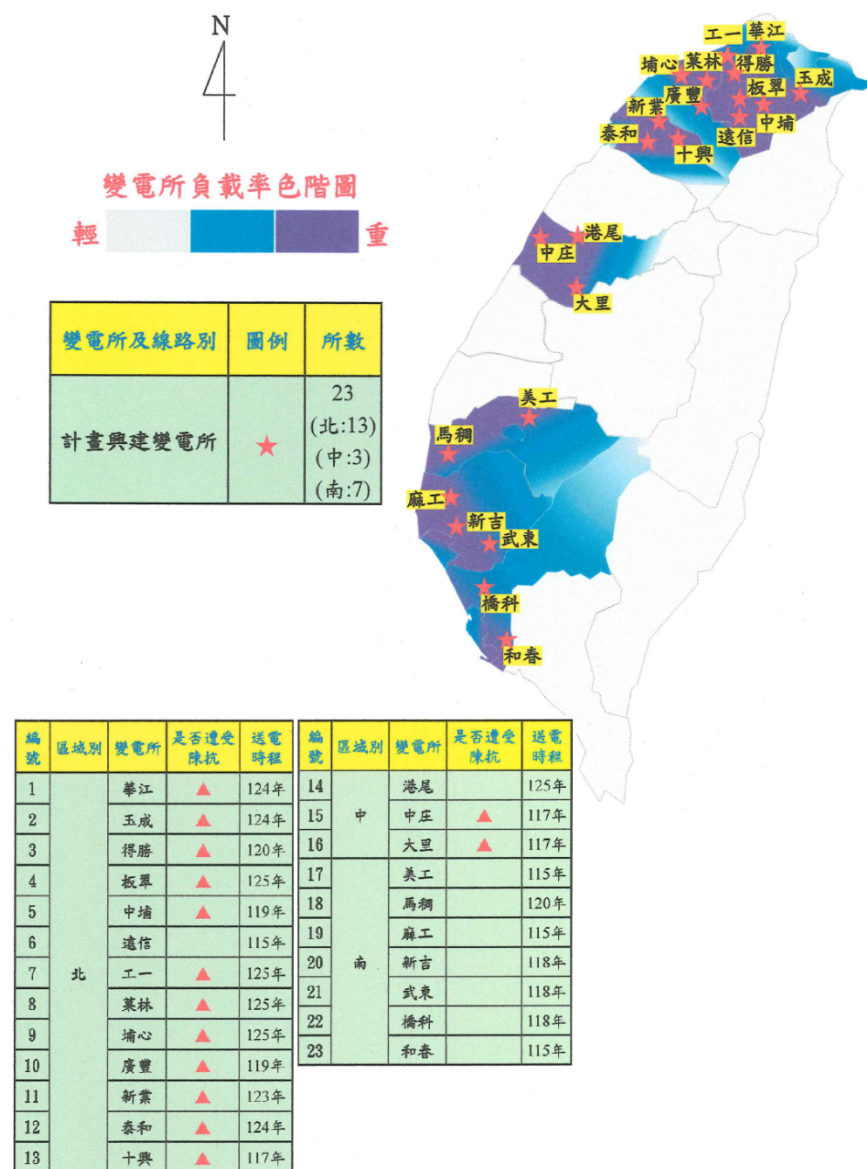 N
變電所負載率色階圖
輕 重
變電所及線路別 圖例 所數
計畫興建變電所 ★ 23
(北:13)
(中:3)
(南:7)
工一
華江
埔心
菓林
得勝
玉成
廣豐
板翠
新業
中埔
泰和
十興
遠信
中庄
港尾
大里
美工
馬稠
麻工
新吉
武東
橋科
和春
編號 區域別 變電所 是否遭受陳抗 送電時程
1 北 華江 ▲ 124年
2 玉成 ▲ 124年
3 得勝 ▲ 120年
4 板翠 ▲ 125年
5 中埔 ▲ 119年
6 遠信 115年
7 工一 ▲ 125年
8 菓林 ▲ 125年
9 埔心 ▲ 125年
10 廣豐 ▲ 119年
11 新業 ▲ 123年
12 泰和 ▲ 124年
13 十興 ▲ 117年
編號 區域別 變電所 是否遭受陳抗 送電時程
14 中 港尾 125年
15 中庄 ▲ 117年
16 大里 ▲ 117年
17 南 美工 115年
18 馬稠 120年
19 麻工 115年
20 新吉 118年
21 武東 118年
22 橋科 118年
23 和春 115年